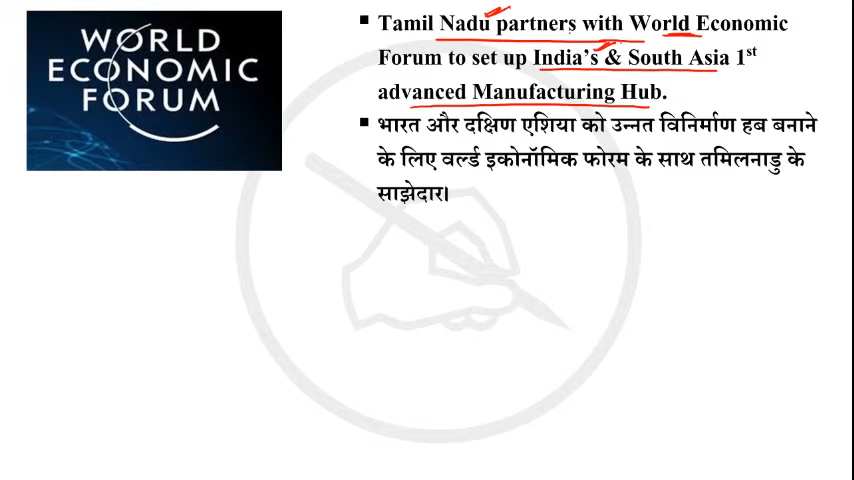 WORLD
ECONOMIC
FORUM
▪ Tamil Nadu partners with World Economic
Forum to set up India's & South Asia 1st
advanced Manufacturing Hub.
▪ भारत और दक्षिण एशिया को उन्नत विनिर्माण हब बनाने
के लिए वर्ल्ड इकोनॉमिक फोरम के साथ तमिलनाडु के
साझेदार।